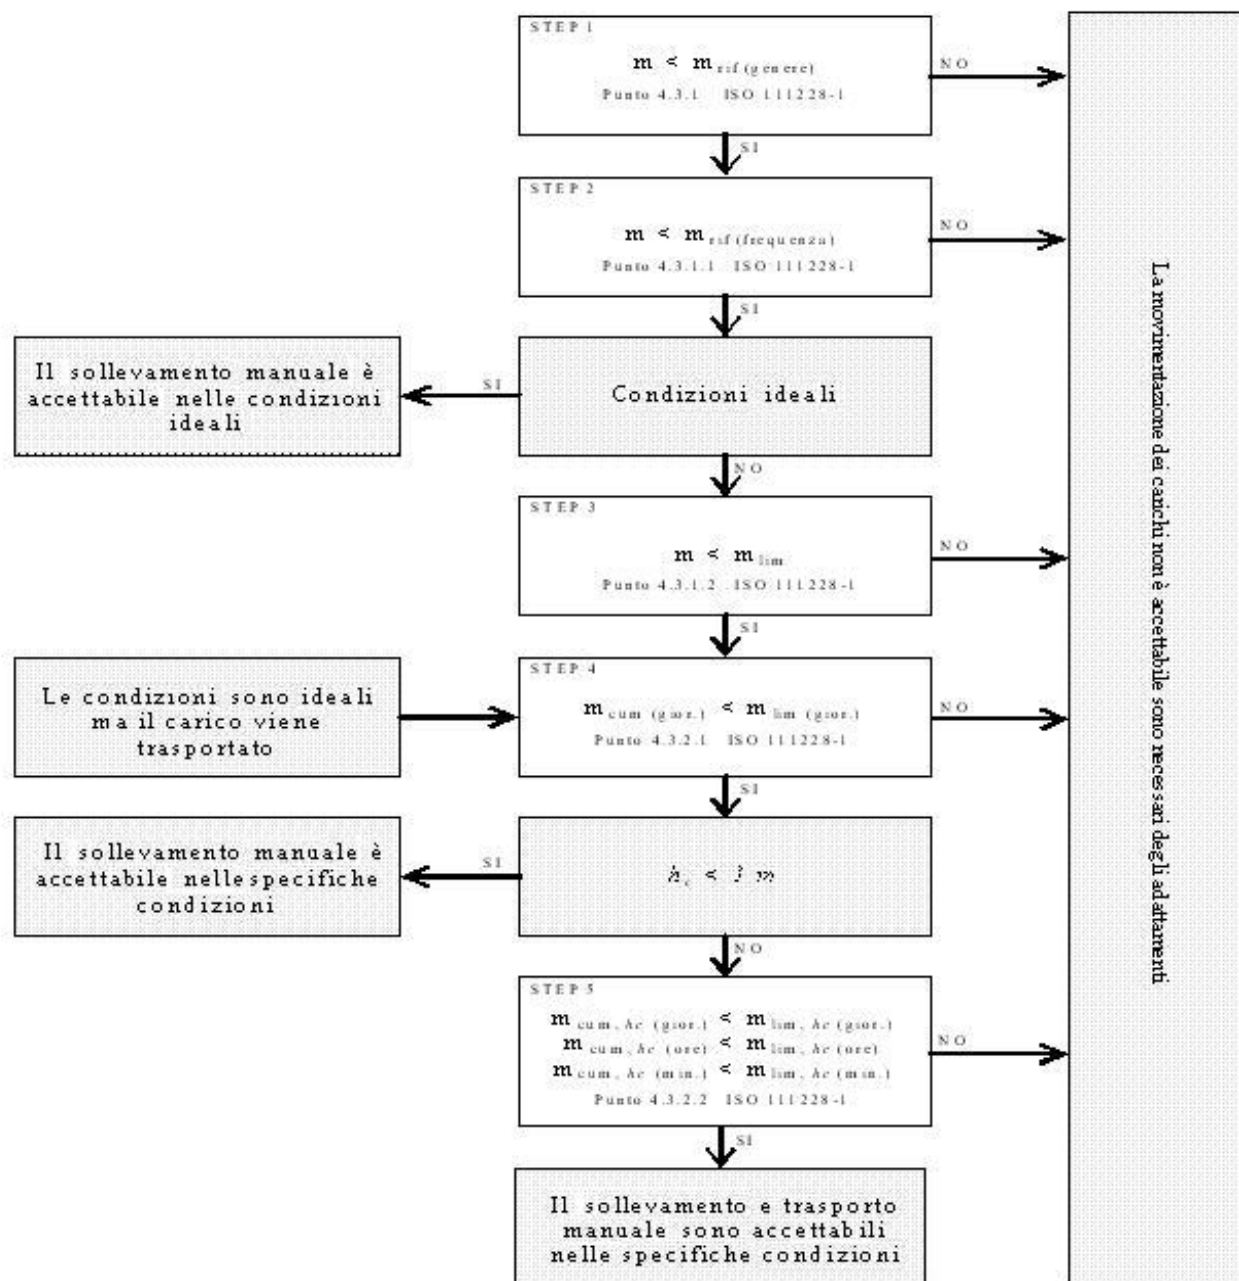 STEP 1
m < m rif (genere)
Punto 4.3.1 ISO 111228-1
NO
SI
STEP 2
m < m rif (frequenza)
Punto 4.3.1.1 ISO 111228-1
NO
SI
Il sollevamento manuale è
accettabile nelle condizioni
ideali
SI
Condizioni ideali
NO
STEP 3
m < m lim
Punto 4.3.1.2 ISO 111228-1
NO
SI
Le condizioni sono ideali
ma il carico viene
trasportato
STEP 4
m cum (gior.) < m lim (gior.)
Punto 4.3.2.1 ISO 111228-1
NO
SI
Il sollevamento manuale è
accettabile nelle specifiche
condizioni
SI
h c < m
NO
STEP 5
m cum, hc (gior.) < m lim, hc (gior.)
m cum, hc (ore) < m lim, hc (ore)
m cum, hc (min.) < m lim, hc (min.)
Punto 4.3.2.2 ISO 111228-1
NO
SI
Il sollevamento e trasporto
manuale sono accettabili
nelle specifiche condizioni
La movimentazione dei carichi non è accettabile sono necessari degli adattamenti